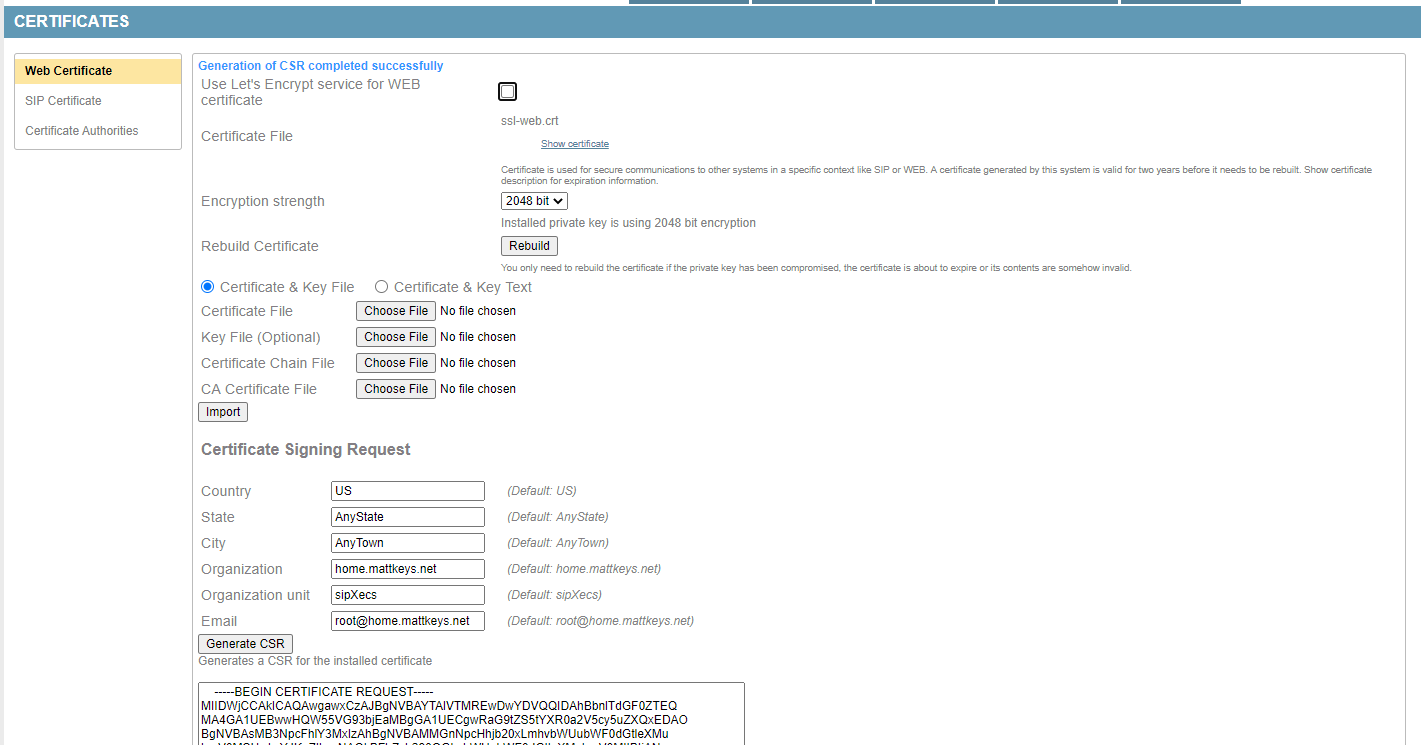 CERTIFICATES
Web Certificate
SIP Certificate
Certificate Authorities
Generation of CSR completed successfully
Use Let's Encrypt service for WEB
certificate
ssl-web.crt
Certificate File
Show certificate
Certificate is used for secure communications to other systems in a specific context like SIP or WEB. A certificate generated by this system is valid for two years before it needs to be rebuilt. Show certificate
description for expiration information.
Encryption strength 2048 bit
Installed private key is using 2048 bit encryption
Rebuild Certificate Rebuild
You only need to rebuild the certificate if the private key has been compromised, the certificate is about to expire or its contents are somehow invalid.
Certificate & Key File Certificate & Key Text
Certificate File Choose File No file chosen
Key File (Optional) Choose File No file chosen
Certificate Chain File Choose File No file chosen
CA Certificate File Choose File No file chosen
Import
Certificate Signing Request
Country US (Default: US)
State AnyState (Default: AnyState)
City AnyTown (Default: AnyTown)
Organization home.mattkeys.net (Default: home.mattkeys.net)
Organization unit sipXecs (Default: sipXecs)
Email root@home.mattkeys.net (Default: root@home.mattkeys.net)
Generate CSR
Generates a CSR for the installed certificate
-----BEGIN CERTIFICATE REQUEST-----
MIIDWjCCAkICAQAwgawxCzAJBgNVBAYTAlVTMREwDwYDVQQIDAhBbnlTdGF0ZTEQ
MA4GA1UEBwwHQW55VG93bjEaMBgGA1UECgwRaG9tZS5tYXR0a2V5cy5uZXQxEDAO
BgNVBAsMB3NpcFhlY3MxIzAhBgNVBAMMGnNpcHhjb20xLmhvbWUubWF0dGtleXMu